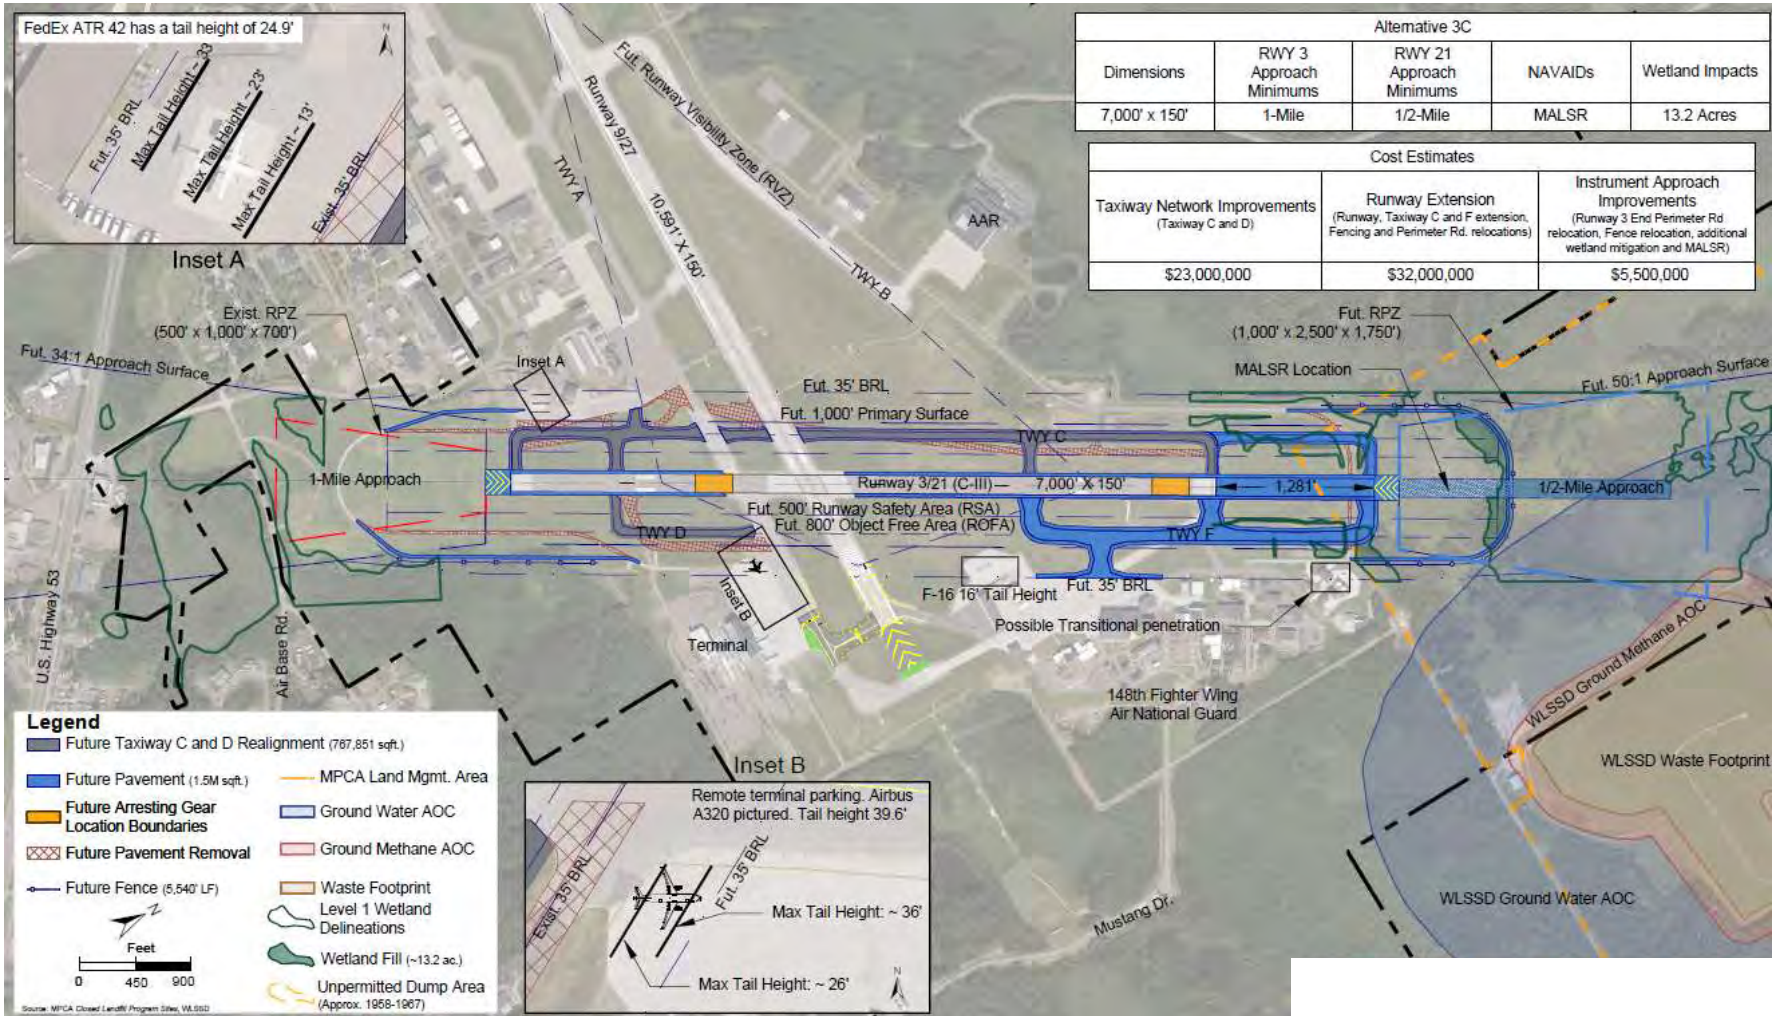 FedEx ATR 42 has a tail height of 24.9'
N
Fut. 35' BRL
Max Tail Height ~ 33'
Max Tail Height ~ 23'
Max Tail Height ~ 13'
Exist. 35' BRL
Inset A
Alternative 3C
Dimensions
RWY 3
Approach
Minimums
RWY 21
Approach
Minimums
NAVAIDs
Wetland Impacts
7,000' x 150'
1-Mile
1/2-Mile
MALSR
13.2 Acres
Cost Estimates
Taxiway Network Improvements
(Taxiway C and D)
Runway Extension
(Runway, Taxiway C and F extension,
Fencing and Perimeter Rd. relocations)
Instrument Approach
Improvements
(Runway 3 End Perimeter Rd
relocation, Fence relocation, additional
wetland mitigation and MALSR)
$23,000,000
$32,000,000
$5,500,000
Runway 9/27
10,591' X 150'
Fut. Runway Visibility Zone (RVZ)
TWY A
TWY B
AAR
Exist. RPZ
(500' x 1,000' x 700')
Fut. 34:1 Approach Surface
Inset A
Fut. 35' BRL
Fut. 1,000' Primary Surface
Fut. RPZ
(1,000' x 2,500' x 1,750')
MALSR Location
Fut. 50:1 Approach Surface
TWY C
1-Mile Approach
Runway 3/21 (C-III)
7,000' X 150'
1,281'
1/2-Mile Approach
Fut. 500' Runway Safety Area (RSA)
Fut. 800' Object Free Area (ROFA)
TWY D
TWY F
Inset B
F-16 16' Tail Height
Fut. 35' BRL
Possible Transitional penetration
Terminal
148th Fighter Wing
Air National Guard
U.S. Highway 53
Air Base Rd.
WLSSD Ground Methane AOC
WLSSD Waste Footprint
WLSSD Ground Water AOC
Mustang Dr.
Legend
Future Taxiway C and D Realignment (767,851 sqft.)
Future Pavement (1.5M sqft.)
Future Arresting Gear
Location Boundaries
Future Pavement Removal
Future Fence (5,540' LF)
MPCA Land Mgmt. Area
Ground Water AOC
Ground Methane AOC
Waste Footprint
Level 1 Wetland
Delineations
Wetland Fill (~13.2 ac.)
Unpermitted Dump Area
(Approx. 1958-1967)
N
Feet
0 450 900
Source: MPCA Closed Landfill Program Sites, WLSSD
Inset B
Remote terminal parking. Airbus
A320 pictured. Tail height 39.6'
Exist. 35' BRL
Fut. 35' BRL
Max Tail Height: ~ 36'
Max Tail Height: ~ 26'
N